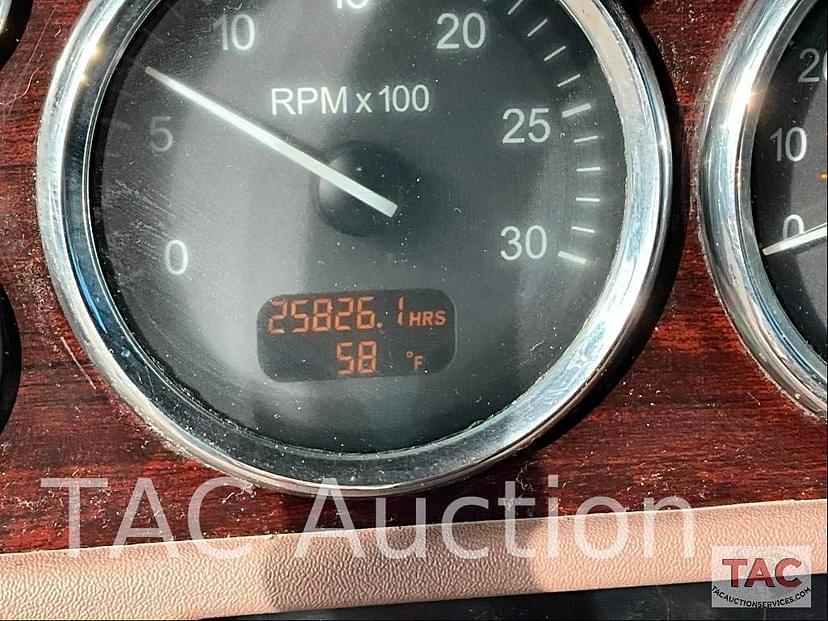 10
15
20
RPM x 100
5
25
0
30
25826.1 HRS
58 °F
20
10
0
TAC Auction
TAC
TACAUCTIONSERVICES.COM